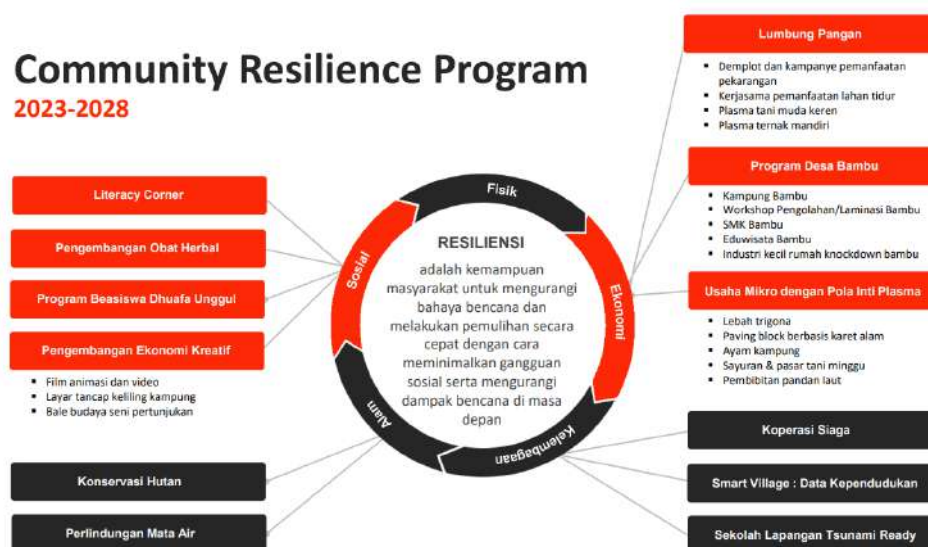 Community Resilience Program
2023-2028
Literacy Corner
Pengembangan Obat Herbal
Program Beasiswa Dhuafa Unggul
Pengembangan Ekonomi Kreatif
▪ Film animasi dan video
▪ Layar tancap keliling kampung
▪ Bale budaya seni pertunjukan
Konservasi Hutan
Perlindungan Mata Air
Fisik
Sosial
Ekonomi
Alam
Kelembagaan
RESILIENSI
adalah kemampuan
masyarakat untuk mengurangi
bahaya bencana dan
melakukan pemulihan secara
cepat dengan cara
meminimalkan gangguan
sosial serta mengurangi
dampak bencana di masa
depan
Lumbung Pangan
▪ Demplot dan kampanye pemanfaatan
pekarangan
▪ Kerjasama pemanfaatan lahan tidur
▪ Plasma tani muda keren
▪ Plasma ternak mandiri
Program Desa Bambu
▪ Kampung Bambu
▪ Workshop Pengolahan/Laminasi Bambu
▪ SMK Bambu
▪ Eduwisata Bambu
▪ Industri kecil rumah knockdown bambu
Usaha Mikro dengan Pola Inti Plasma
▪ Lebah trigona
▪ Paving block berbasis karet alam
▪ Ayam kampung
▪ Sayuran & pasar tani minggu
▪ Pembibitan pandan laut
Koperasi Siaga
Smart Village : Data Kependudukan
Sekolah Lapangan Tsunami Ready